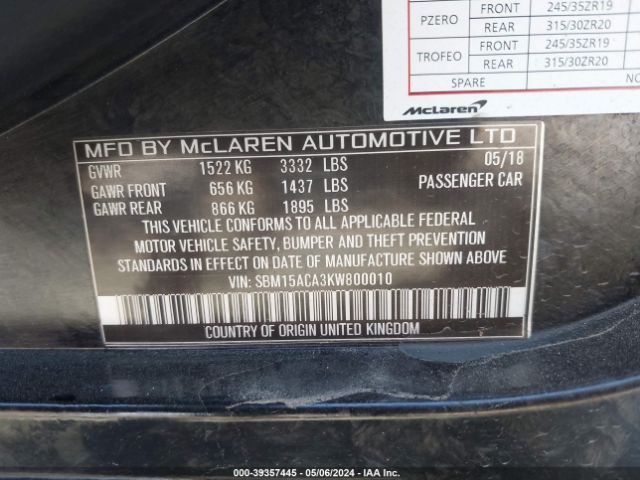 FRONT 245/35ZR19
PZERO
REAR 315/30ZR20
FRONT 245/35ZR19
TROFEO
REAR 315/30ZR20
SPARE NO
McLaren
MFD BY McLAREN AUTOMOTIVE LTD
GVWR 1522 KG 3332 LBS 05/18
GAWR FRONT 656 KG 1437 LBS PASSENGER CAR
GAWR REAR 866 KG 1895 LBS
THIS VEHICLE CONFORMS TO ALL APPLICABLE FEDERAL
MOTOR VEHICLE SAFETY, BUMPER AND THEFT PREVENTION
STANDARDS IN EFFECT ON DATE OF MANUFACTURE SHOWN ABOVE
VIN: SBM15ACA3KW800010
COUNTRY OF ORIGIN UNITED KINGDOM
000-39357445 - 05/06/2024 - IAA Inc.